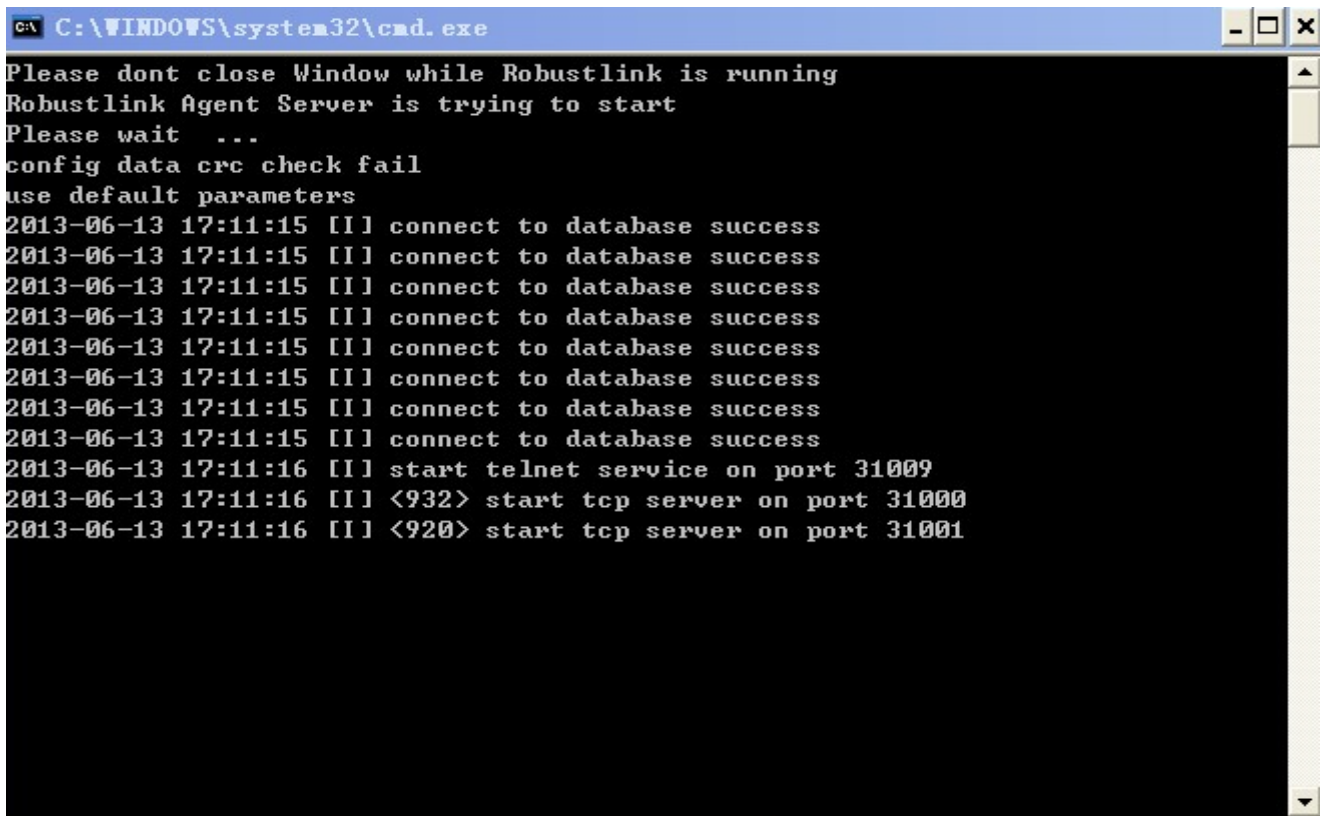 C:\WINDOWS\system32\cmd.exe
Please dont close Window while Robustlink is running
Robustlink Agent Server is trying to start
Please wait  ...
config data crc check fail
use default parameters
2013-06-13 17:11:15 [I] connect to database success
2013-06-13 17:11:15 [I] connect to database success
2013-06-13 17:11:15 [I] connect to database success
2013-06-13 17:11:15 [I] connect to database success
2013-06-13 17:11:15 [I] connect to database success
2013-06-13 17:11:15 [I] connect to database success
2013-06-13 17:11:15 [I] connect to database success
2013-06-13 17:11:15 [I] connect to database success
2013-06-13 17:11:16 [I] start telnet service on port 31009
2013-06-13 17:11:16 [I] <932> start tcp server on port 31000
2013-06-13 17:11:16 [I] <920> start tcp server on port 31001